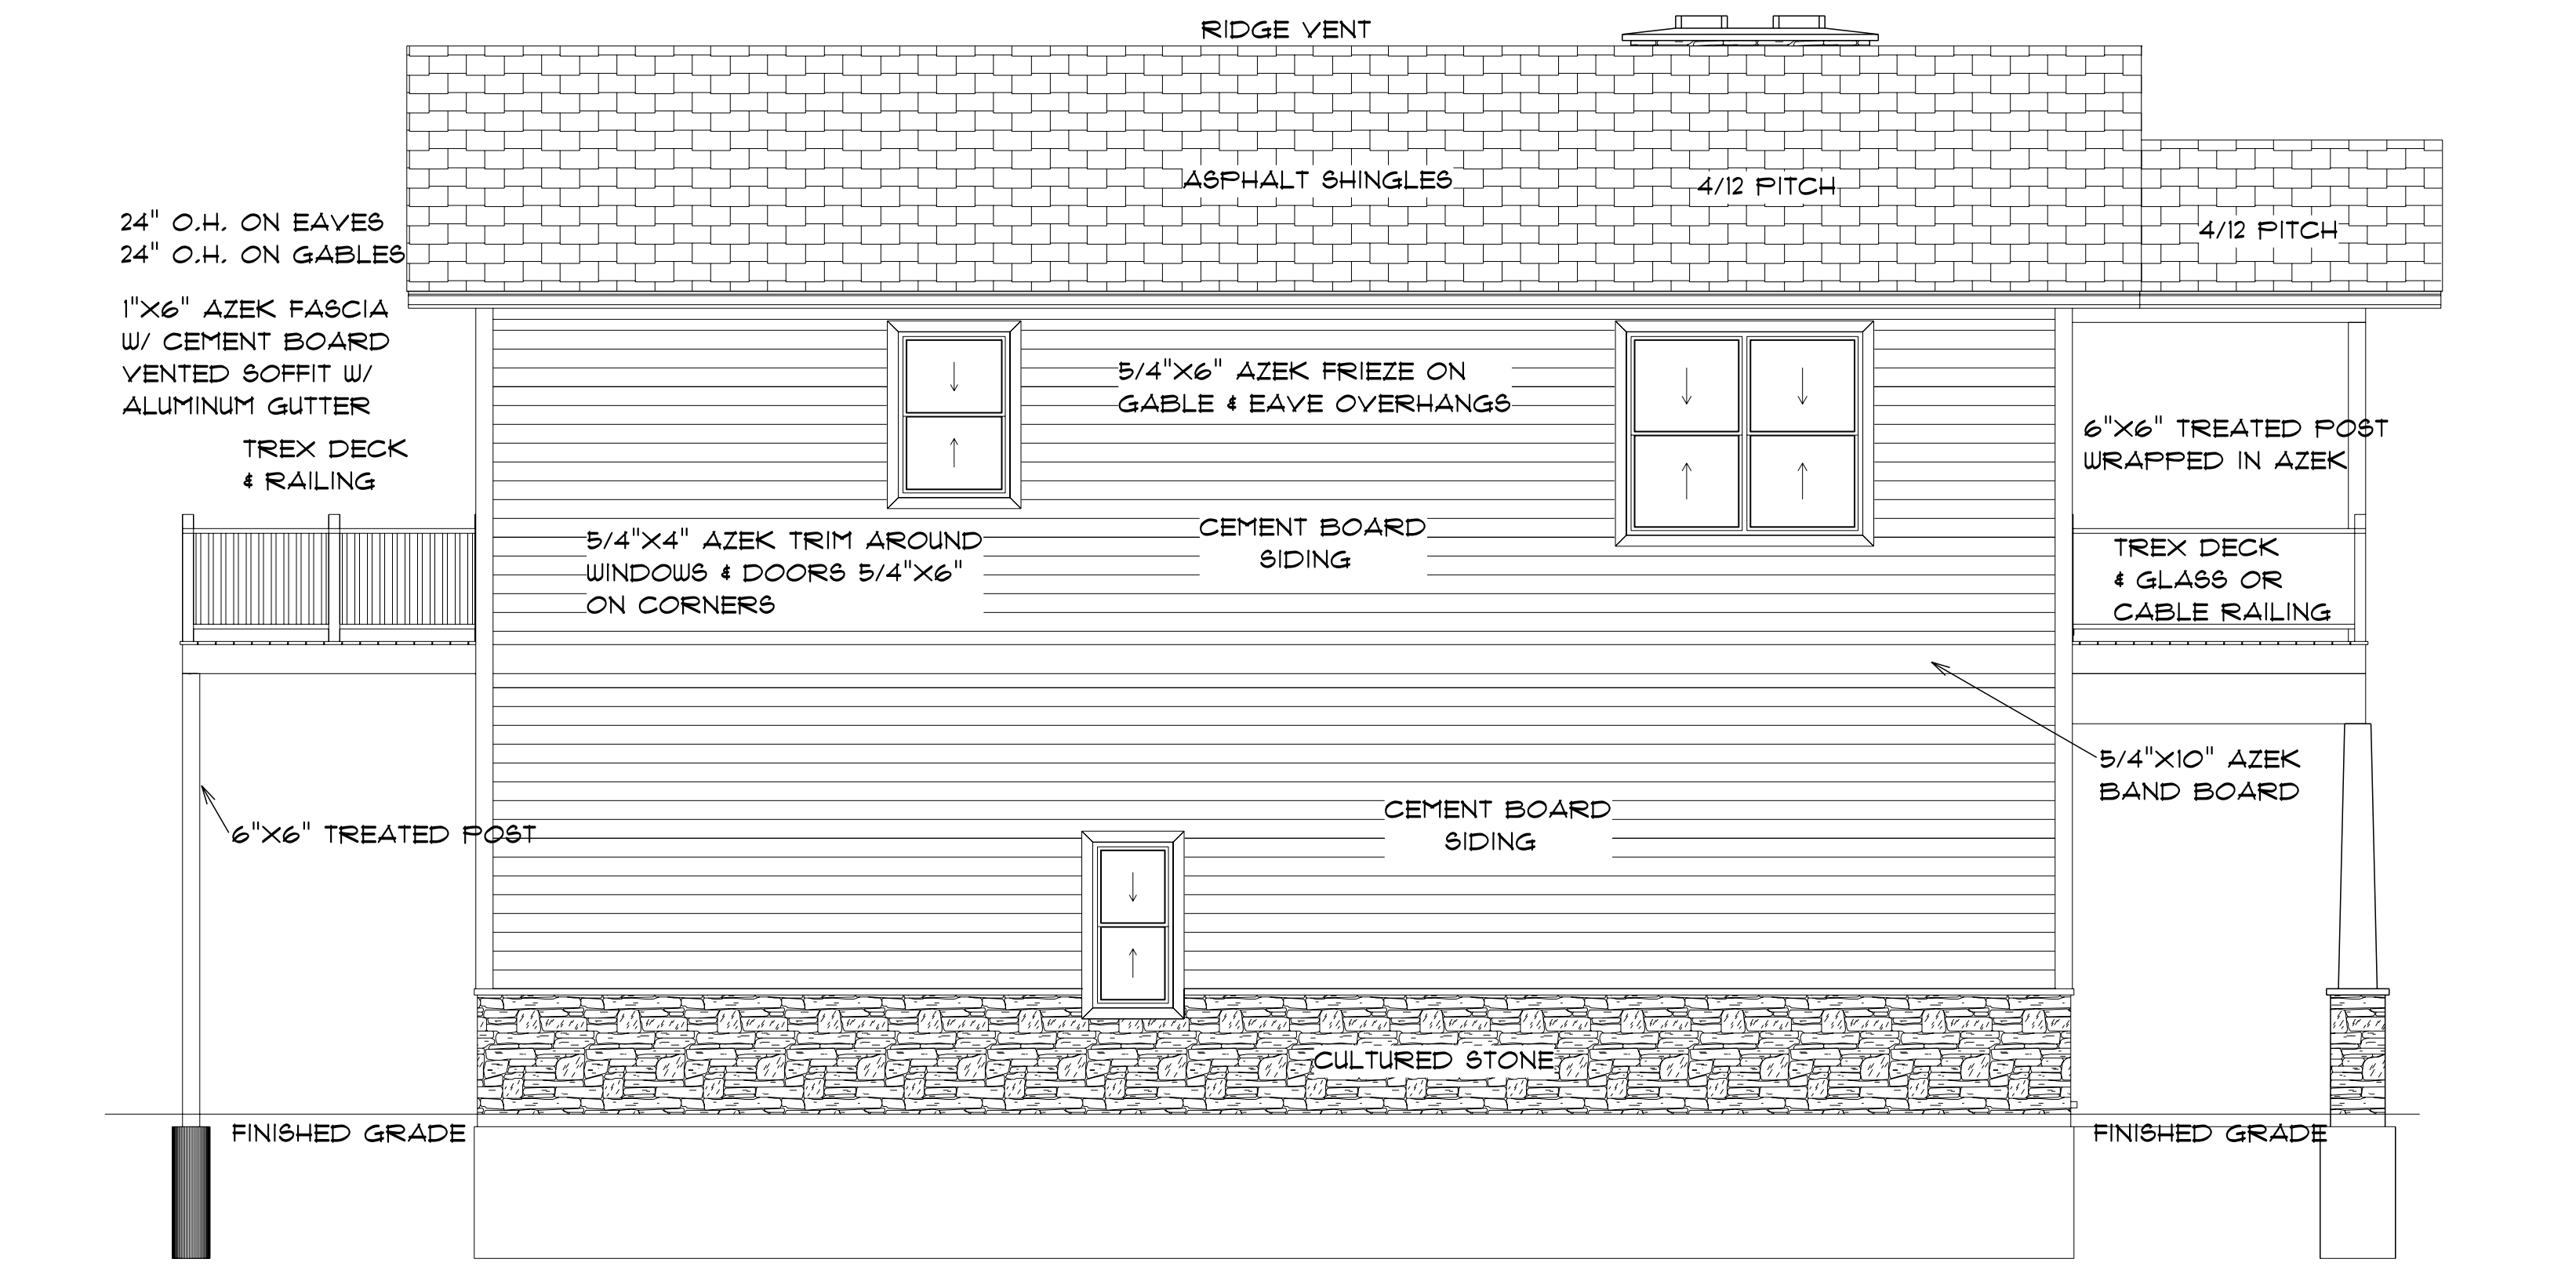 RIDGE VENT
ASPHALT SHINGLES
4/12 PITCH
4/12 PITCH
24" O.H. ON EAVES
24" O.H. ON GABLES
1"X6" AZEK FASCIA
W/ CEMENT BOARD
VENTED SOFFIT W/
ALUMINUM GUTTER
TREX DECK
& RAILING
5/4"X6" AZEK FRIEZE ON
GABLE & EAVE OVERHANGS
6"X6" TREATED POST
WRAPPED IN AZEK
5/4"X4" AZEK TRIM AROUND
WINDOWS & DOORS 5/4"X6"
ON CORNERS
CEMENT BOARD
SIDING
TREX DECK
& GLASS OR
CABLE RAILING
5/4"X10" AZEK
BAND BOARD
6"X6" TREATED POST
CEMENT BOARD
SIDING
CULTURED STONE
FINISHED GRADE
FINISHED GRADE